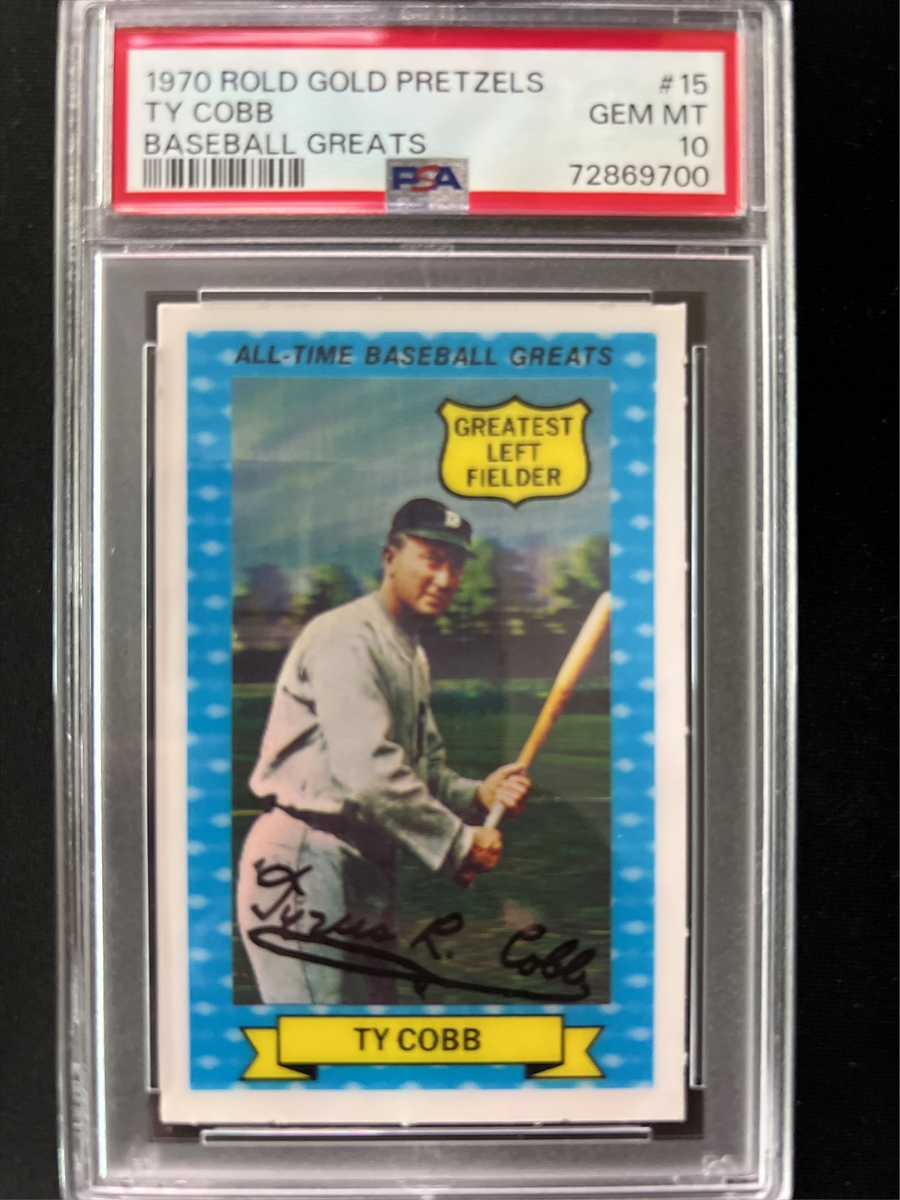 1970 ROLD GOLD PRETZELS #15
TY COBB GEM MT
BASEBALL GREATS 10
PSA 72869700
ALL-TIME BASEBALL GREATS
GREATEST
LEFT
FIELDER
Tyrus R. Cobb
TY COBB